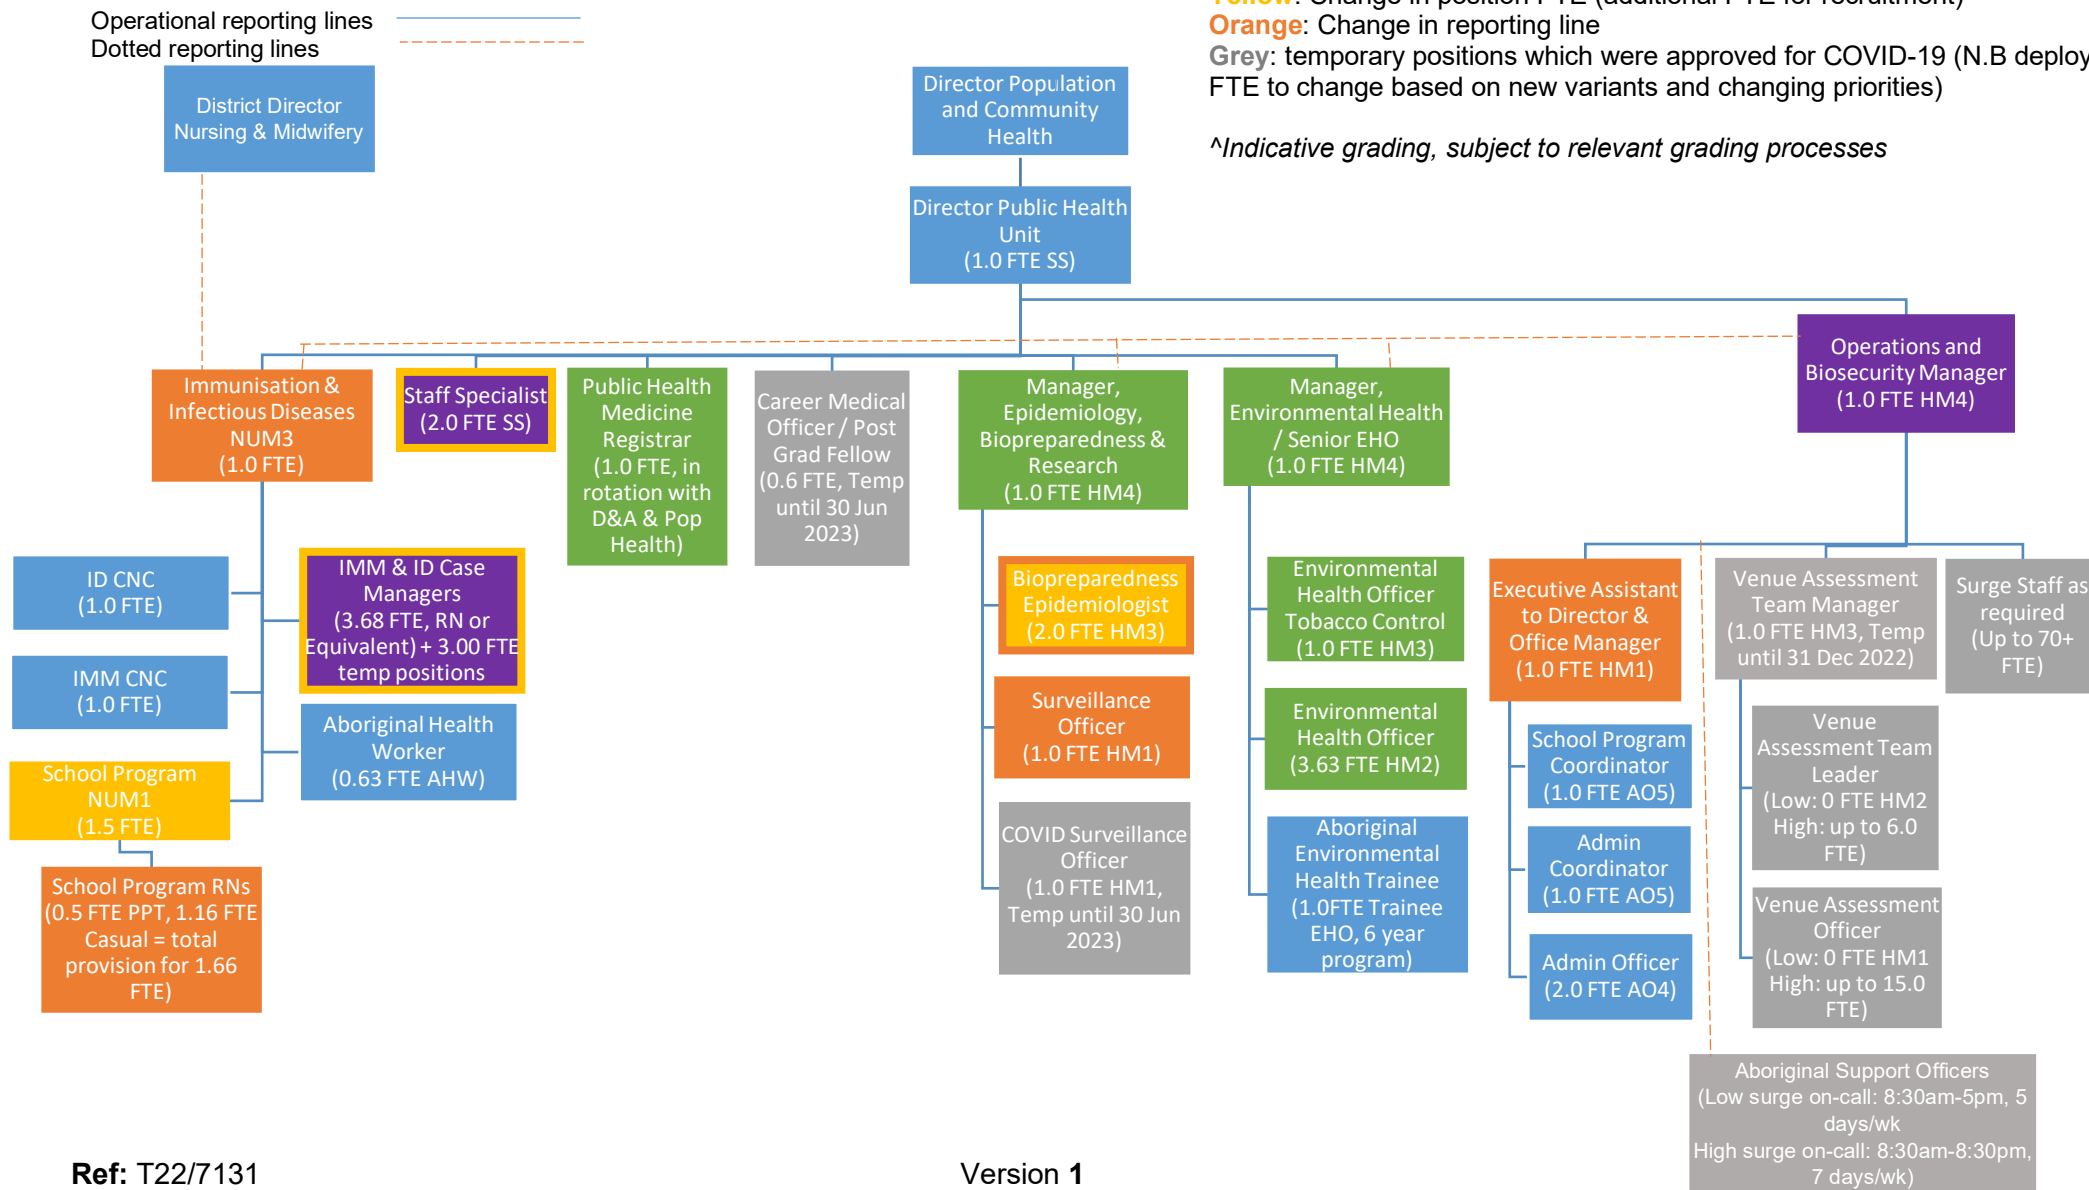 Operational reporting lines
Dotted reporting lines
Yellow: Change in position FTE (additional FTE for recruitment)
Orange: Change in reporting line
Grey: temporary positions which were approved for COVID-19 (N.B deploy
FTE to change based on new variants and changing priorities)
^Indicative grading, subject to relevant grading processes
District Director
Nursing & Midwifery
Director Population
and Community
Health
Director Public Health
Unit
(1.0 FTE SS)
Operations and
Biosecurity Manager
(1.0 FTE HM4)
Immunisation &
Infectious Diseases
NUM3
(1.0 FTE)
Staff Specialist
(2.0 FTE SS)
Public Health
Medicine
Registrar
(1.0 FTE, in
rotation with
D&A & Pop
Health)
Career Medical
Officer / Post
Grad Fellow
(0.6 FTE, Temp
until 30 Jun
2023)
Manager,
Epidemiology,
Biopreparedness &
Research
(1.0 FTE HM4)
Manager,
Environmental Health
/ Senior EHO
(1.0 FTE HM4)
ID CNC
(1.0 FTE)
IMM CNC
(1.0 FTE)
School Program
NUM1
(1.5 FTE)
School Program RNs
(0.5 FTE PPT, 1.16 FTE
Casual = total
provision for 1.66
FTE)
IMM & ID Case
Managers
(3.68 FTE, RN or
Equivalent) + 3.00 FTE
temp positions
Aboriginal Health
Worker
(0.63 FTE AHW)
Biopreparedness
Epidemiologist
(2.0 FTE HM3)
Surveillance
Officer
(1.0 FTE HM1)
COVID Surveillance
Officer
(1.0 FTE HM1,
Temp until 30 Jun
2023)
Environmental
Health Officer
Tobacco Control
(1.0 FTE HM3)
Environmental
Health Officer
(3.63 FTE HM2)
Aboriginal
Environmental
Health Trainee
(1.0FTE Trainee
EHO, 6 year
program)
Executive Assistant
to Director &
Office Manager
(1.0 FTE HM1)
School Program
Coordinator
(1.0 FTE AO5)
Admin
Coordinator
(1.0 FTE AO5)
Admin Officer
(2.0 FTE AO4)
Venue Assessment
Team Manager
(1.0 FTE HM3, Temp
until 31 Dec 2022)
Venue
Assessment Team
Leader
(Low: 0 FTE HM2
High: up to 6.0
FTE)
Venue Assessment
Officer
(Low: 0 FTE HM1
High: up to 15.0
FTE)
Surge Staff as
required
(Up to 70+
FTE)
Aboriginal Support Officers
(Low surge on-call: 8:30am-5pm, 5
days/wk
High surge on-call: 8:30am-8:30pm,
7 days/wk)
Ref: T22/7131
Version 1